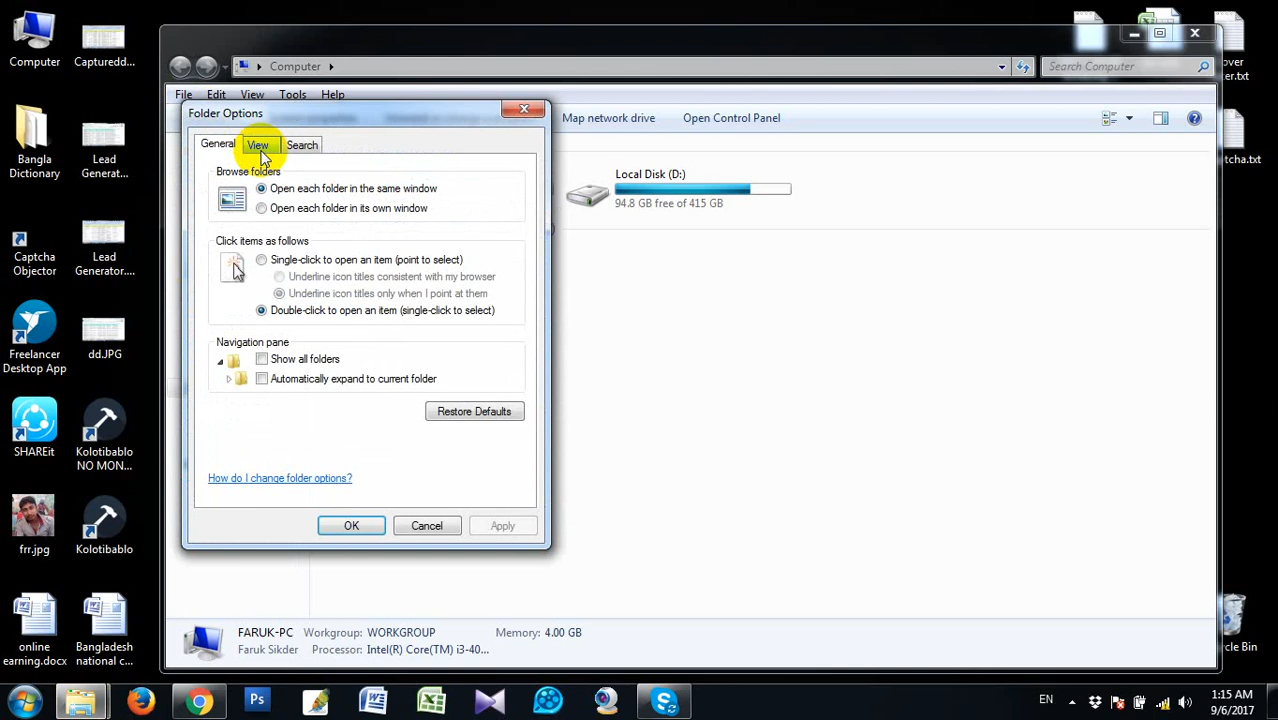 Computer
Captured...
Bangla
Dictionary
Lead
Generat...
Captcha
Objector
Lead
Generator....
Freelancer
Desktop App
dd.JPG
SHAREit
Kolotibablo
NO MON...
frr.jpg
Kolotibablo
online
earning.docx
Bangladesh
national c...
Computer
Search Computer
File Edit View Tools Help
Map network drive
Open Control Panel
Local Disk (D:)
94.8 GB free of 415 GB
Folder Options
General View Search
Browse folders
Open each folder in the same window
Open each folder in its own window
Click items as follows
Single-click to open an item (point to select)
Underline icon titles consistent with my browser
Underline icon titles only when I point at them
Double-click to open an item (single-click to select)
Navigation pane
Show all folders
Automatically expand to current folder
Restore Defaults
How do I change folder options?
OK Cancel Apply
FARUK-PC Workgroup: WORKGROUP Memory: 4.00 GB
Faruk Sikder Processor: Intel(R) Core(TM) i3-40...
Bin
EN
1:15 AM
9/6/2017